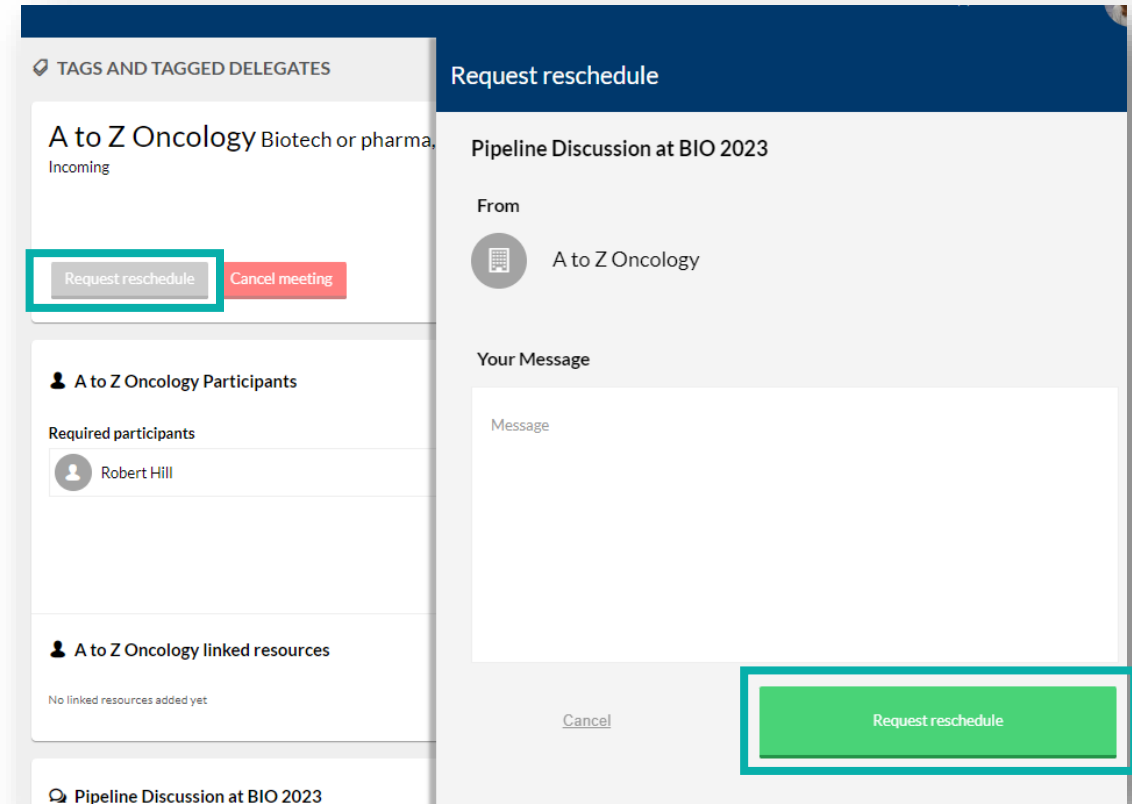 TAGS AND TAGGED DELEGATES
A to Z Oncology Biotech or pharma,
Incoming
Request reschedule
Cancel meeting
A to Z Oncology Participants
Required participants
Robert Hill
A to Z Oncology linked resources
No linked resources added yet
Pipeline Discussion at BIO 2023
Request reschedule
Pipeline Discussion at BIO 2023
From
A to Z Oncology
Your Message
Message
Cancel
Request reschedule